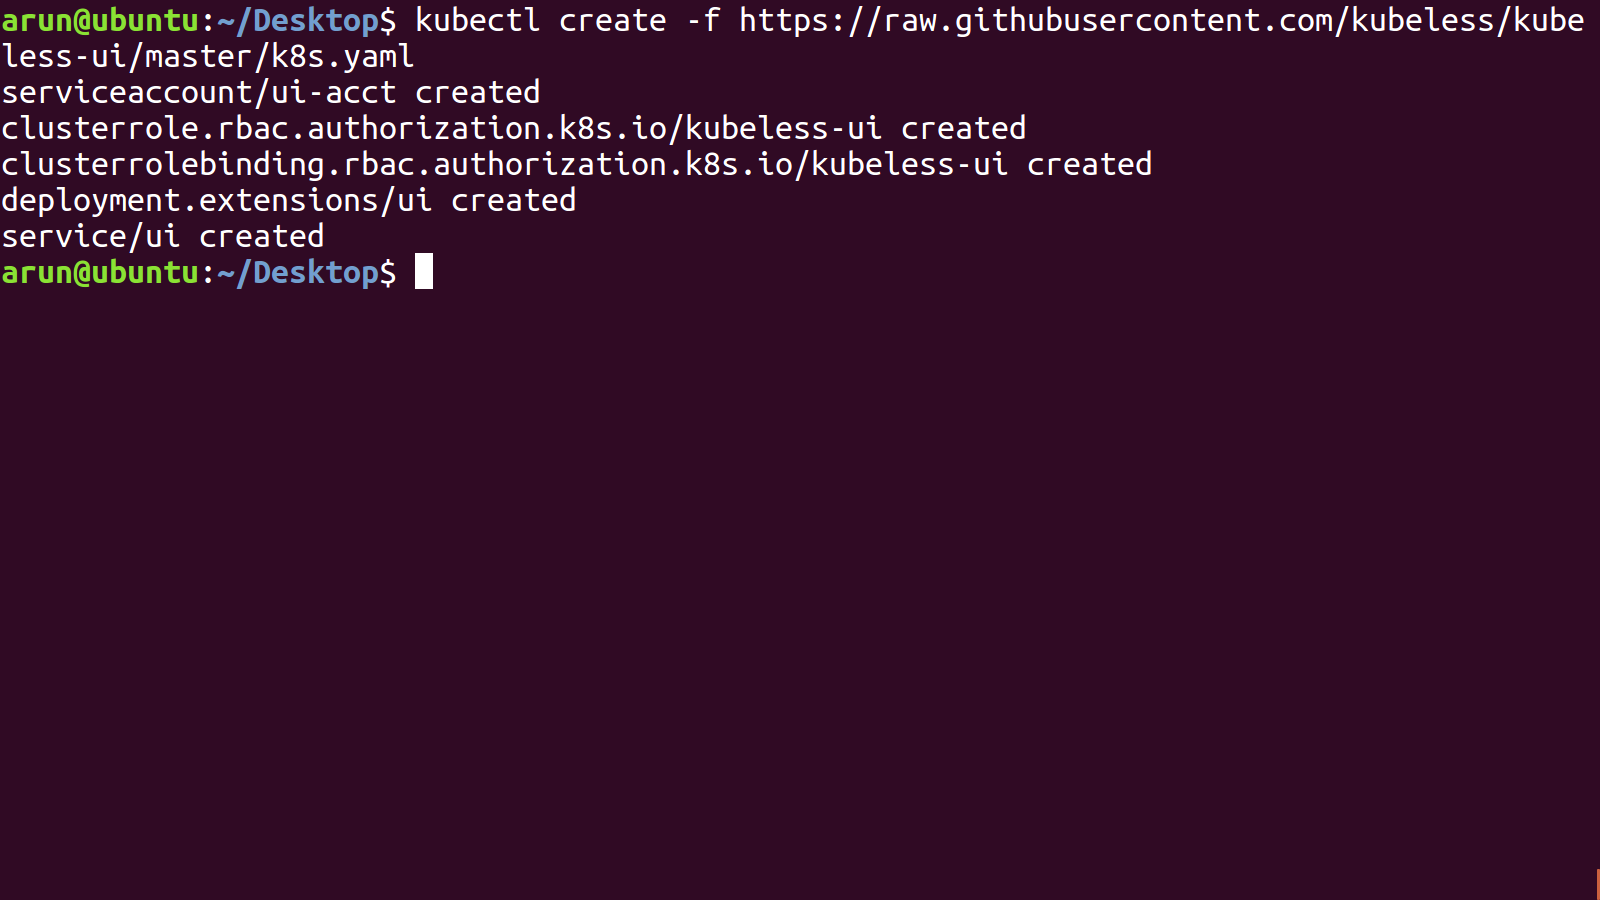 arun@ubuntu:~/Desktop$ kubectl create -f https://raw.githubusercontent.com/kubeless/kube
less-ui/master/k8s.yaml
serviceaccount/ui-acct created
clusterrole.rbac.authorization.k8s.io/kubeless-ui created
clusterrolebinding.rbac.authorization.k8s.io/kubeless-ui created
deployment.extensions/ui created
service/ui created
arun@ubuntu:~/Desktop$